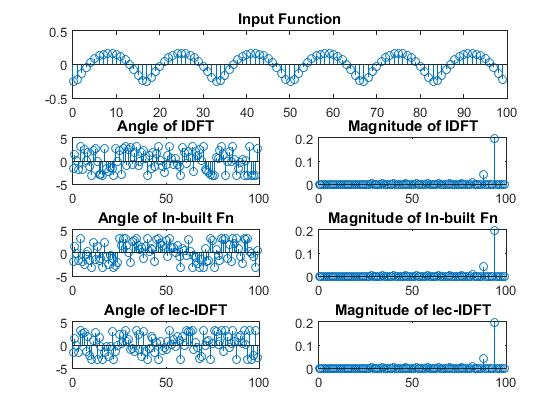 Input Function
0.5
0
-0.5
0 10 20 30 40 50 60 70 80 90 100
Angle of IDFT
5
0
-5
0 50 100
Magnitude of IDFT
0.2
0.1
0
0 50 100
Angle of In-built Fn
5
0
-5
0 50 100
Magnitude of In-built Fn
0.2
0.1
0
0 50 100
Angle of lec-IDFT
5
0
-5
0 50 100
Magnitude of lec-IDFT
0.2
0.1
0
0 50 100